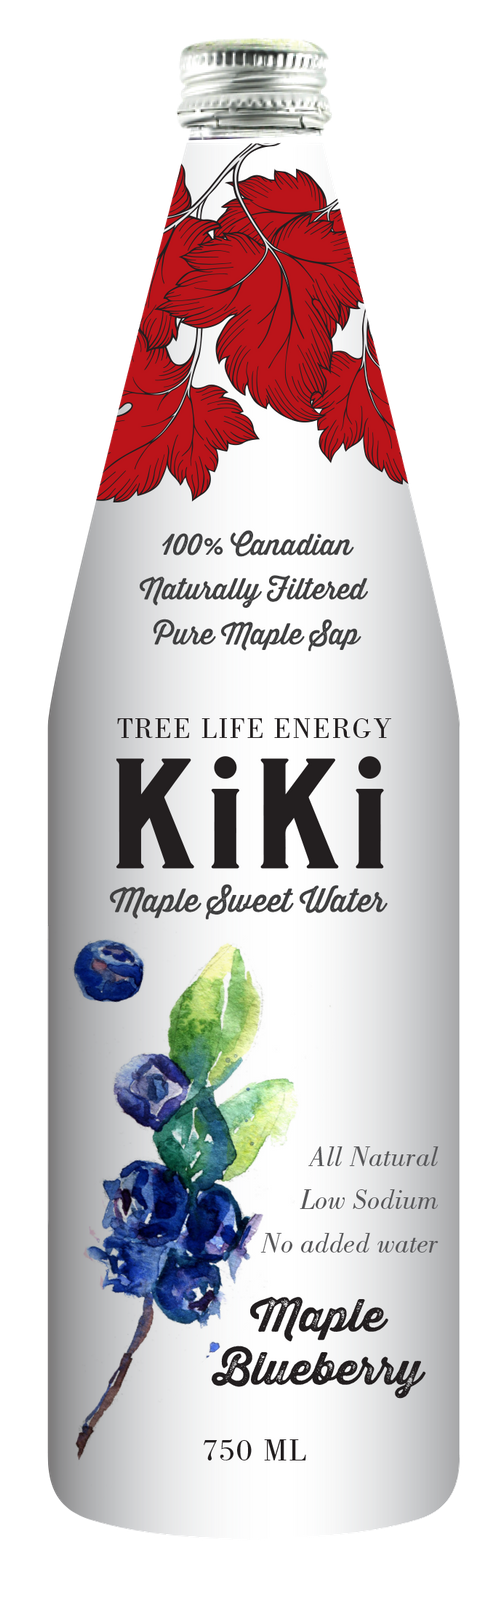 100% Canadian
Naturally Filtered
Pure Maple Sap
TREE LIFE ENERGY
KiKi
Maple Sweet Water
All Natural
Low Sodium
No added water
Maple
Blueberry
750 ML